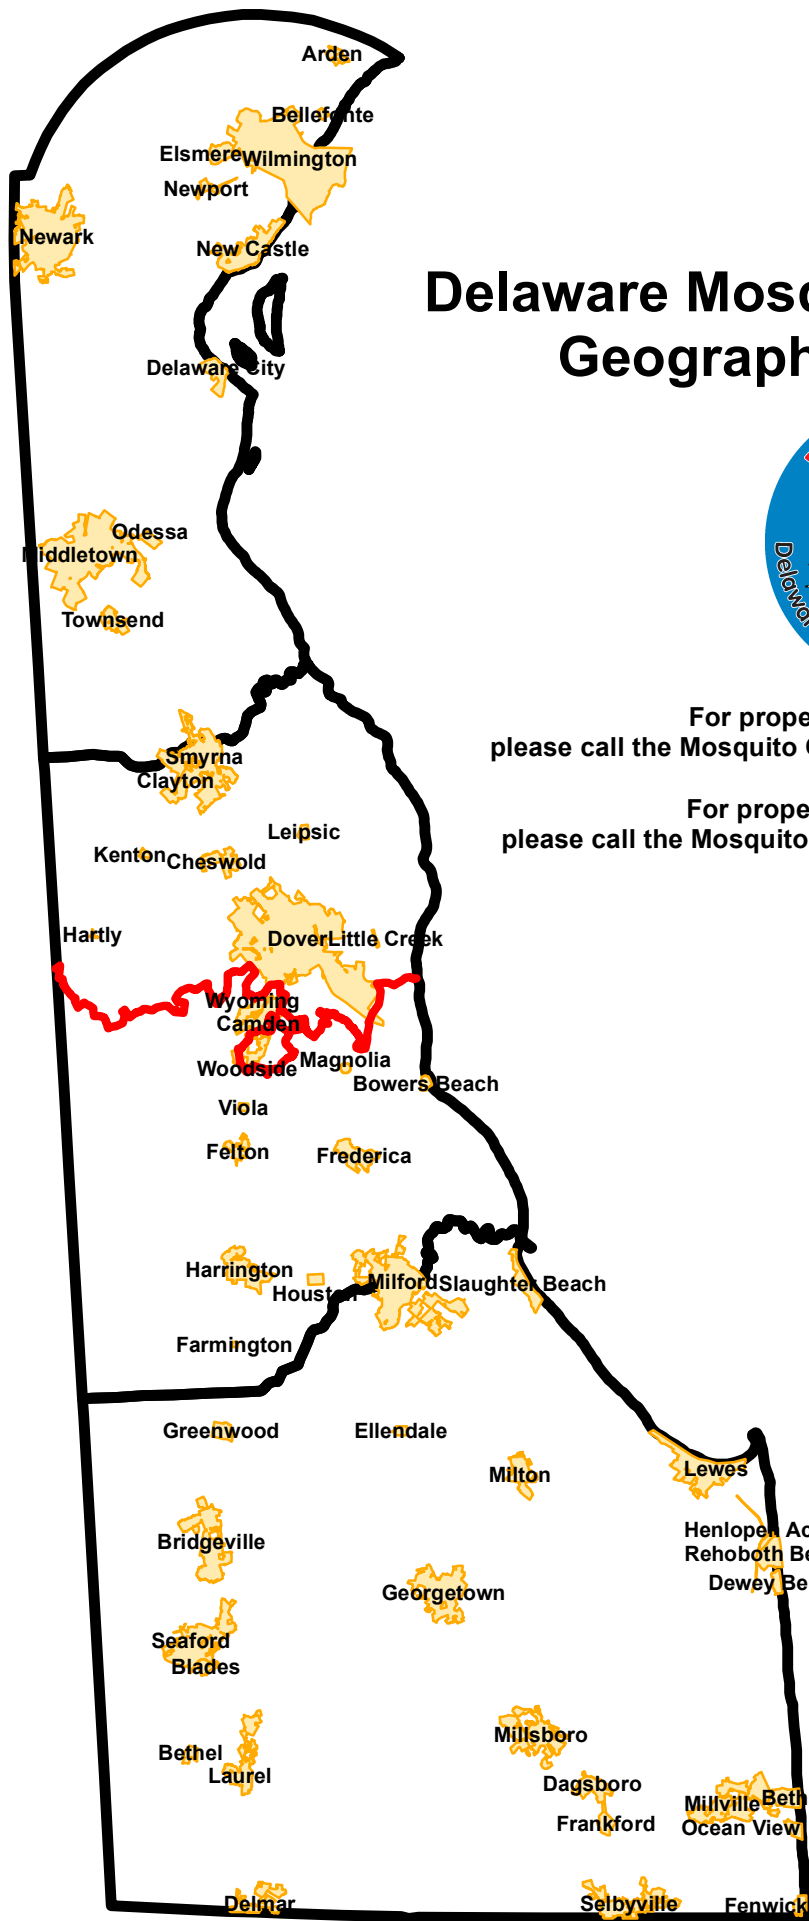 Arden
Bellefonte
Elsmere
Wilmington
Newport
Newark
New Castle
Delaware Mosq
Geograph
Delaware City
Odessa
Middletown
Delawar
Townsend
For prope
please call the Mosquito C
Smyrna
Clayton
For prope
please call the Mosquito
Leipsic
Kenton
Cheswold
Hartly
Dover
Little Creek
Wyoming
Camden
Woodside
Magnolia
Bowers Beach
Viola
Felton
Frederica
Harrington
Houston
Milford
Slaughter Beach
Farmington
Greenwood
Ellendale
Milton
Lewes
Henlopen Ac
Rehoboth Be
Dewey Be
Bridgeville
Georgetown
Seaford
Blades
Millsboro
Bethel
Laurel
Dagsboro
Frankford
Millville
Beth
Ocean View
Delmar
Selbyville
Fenwick